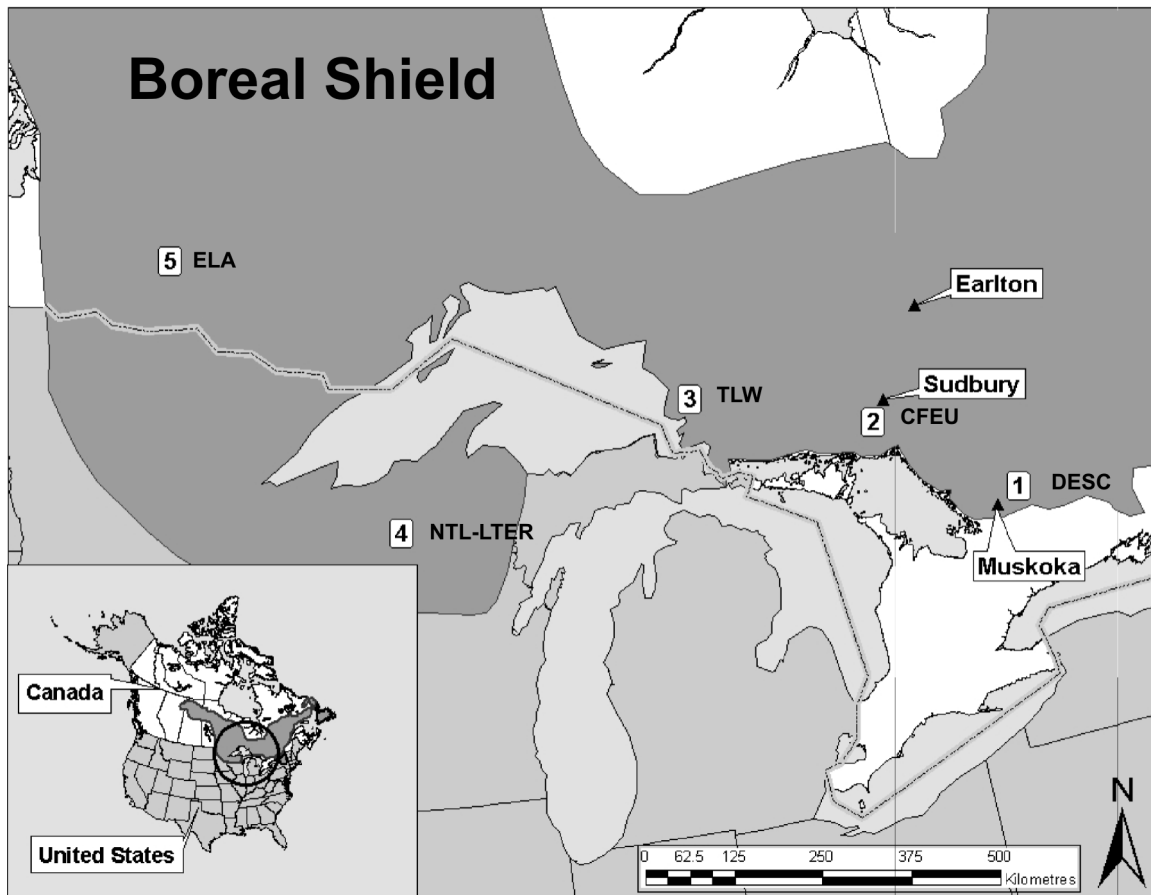 Boreal Shield
5 ELA
Earlton
Sudbury
3 TLW
2 CFEU
1 DESC
4 NTL-LTER
Muskoka
Canada
United States
N
0 62.5 125 250 375 500
Kilometres